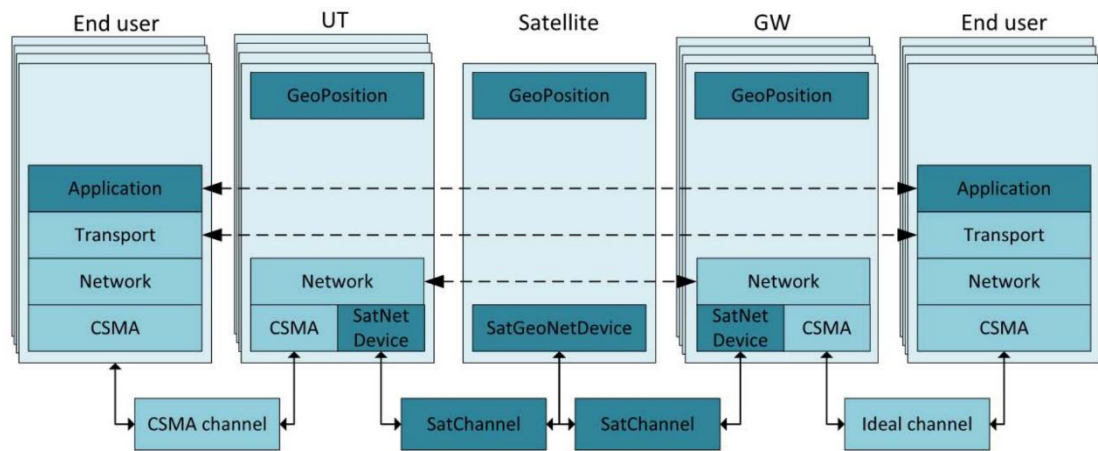 End user
UT
Satellite
GW
End user
GeoPosition
GeoPosition
GeoPosition
Application
Application
Transport
Transport
Network
Network
Network
Network
CSMA
CSMA
SatNet
Device
SatGeoNetDevice
SatNet
Device
CSMA
CSMA
CSMA channel
SatChannel
SatChannel
Ideal channel